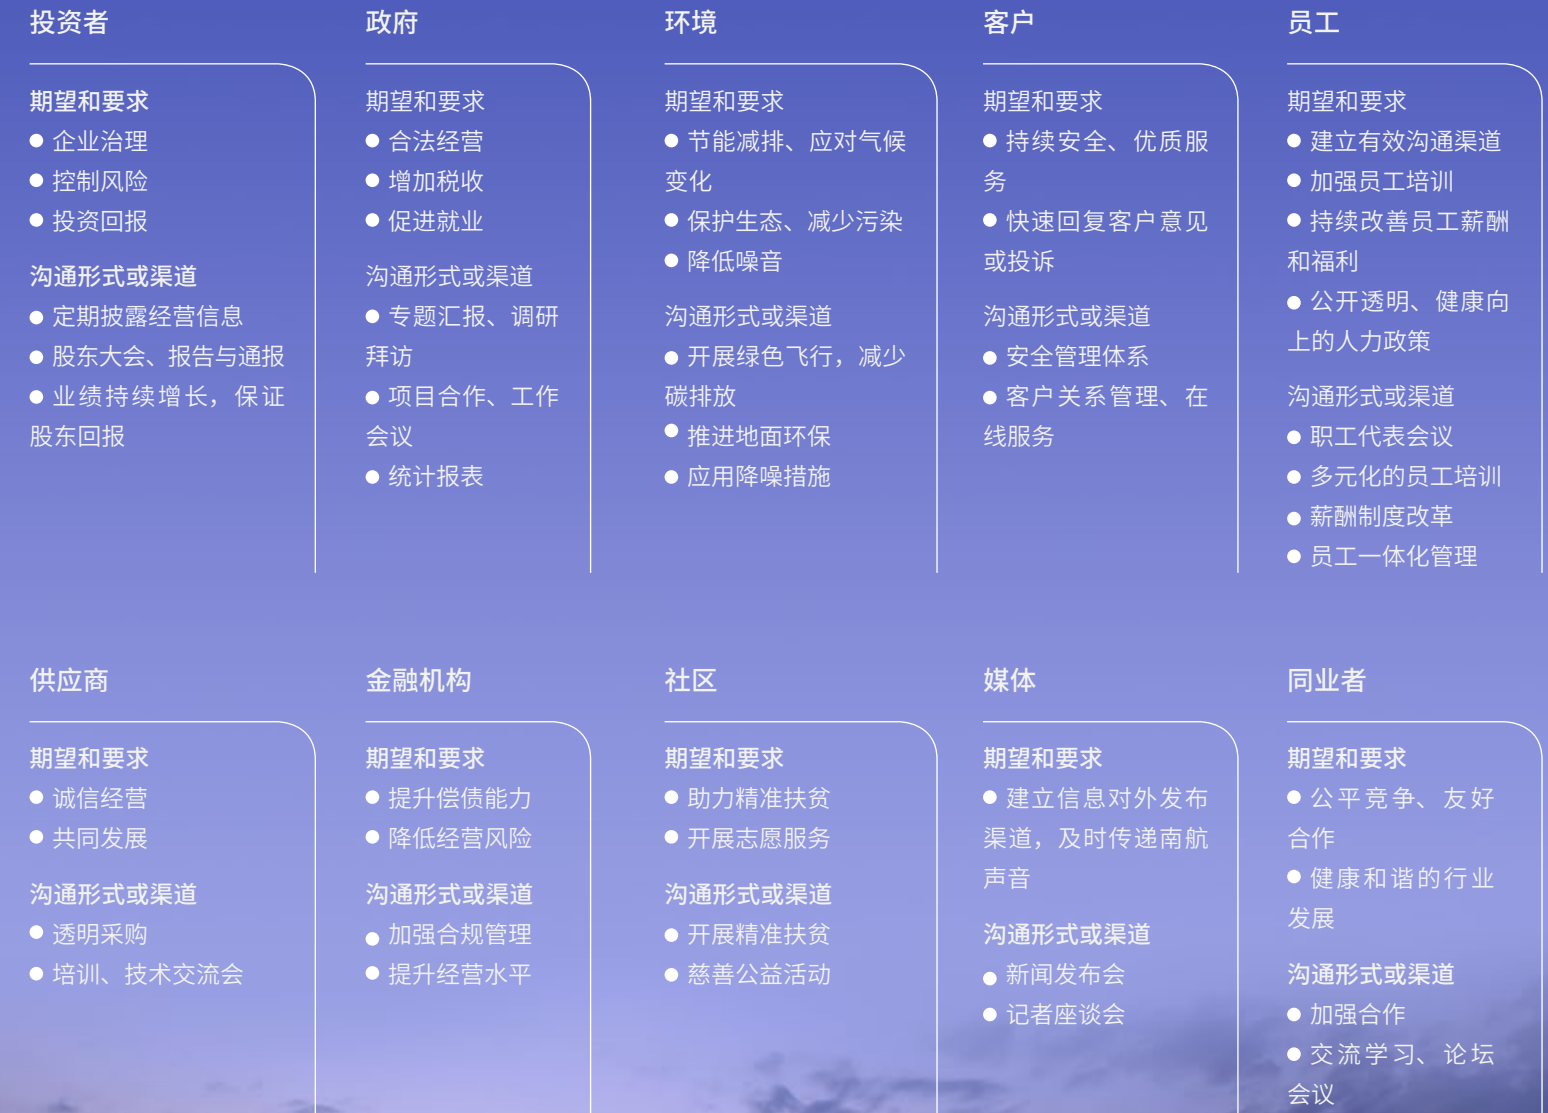 投资者
期望和要求
● 企业治理
● 控制风险
● 投资回报
沟通形式或渠道
● 定期披露经营信息
● 股东大会、报告与通报
● 业绩持续增长，保证
股东回报
政府
期望和要求
● 合法经营
● 增加税收
● 促进就业
沟通形式或渠道
● 专题汇报、调研
拜访
● 项目合作、工作
会议
● 统计报表
环境
期望和要求
● 节能减排、应对气候
变化
● 保护生态、减少污染
● 降低噪音
沟通形式或渠道
● 开展绿色飞行，减少
碳排放
● 推进地面环保
● 应用降噪措施
客户
期望和要求
● 持续安全、优质服
务
● 快速回复客户意见
或投诉
沟通形式或渠道
● 安全管理体系
● 客户关系管理、在
线服务
员工
期望和要求
● 建立有效沟通渠道
● 加强员工培训
● 持续改善员工薪酬
和福利
● 公开透明、健康向
上的人力政策
沟通形式或渠道
● 职工代表会议
● 多元化的员工培训
● 薪酬制度改革
● 员工一体化管理
供应商
期望和要求
● 诚信经营
● 共同发展
沟通形式或渠道
● 透明采购
● 培训、技术交流会
金融机构
期望和要求
● 提升偿债能力
● 降低经营风险
沟通形式或渠道
● 加强合规管理
● 提升经营水平
社区
期望和要求
● 助力精准扶贫
● 开展志愿服务
沟通形式或渠道
● 开展精准扶贫
● 慈善公益活动
媒体
期望和要求
● 建立信息对外发布
渠道，及时传递南航
声音
沟通形式或渠道
● 新闻发布会
● 记者座谈会
同业者
期望和要求
● 公平竞争、友好
合作
● 健康和谐的行业
发展
沟通形式或渠道
● 加强合作
● 交流学习、论坛
会议